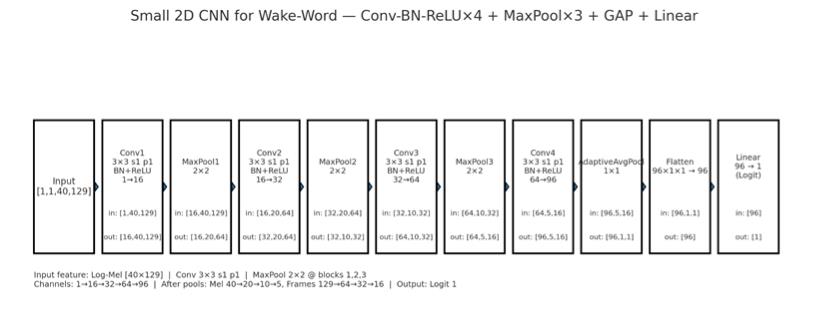 Small 2D CNN for Wake-Word — Conv-BN-ReLU×4 + MaxPool×3 + GAP + Linear
Input
[1,1,40,129]
Conv1
3×3 s1 p1
BN+ReLU
1→16
in: [1,40,129]
out: [16,40,129]
MaxPool1
2×2
in: [16,40,129]
out: [16,20,64]
Conv2
3×3 s1 p1
BN+ReLU
16→32
in: [16,20,64]
out: [32,20,64]
MaxPool2
2×2
in: [32,20,64]
out: [32,10,32]
Conv3
3×3 s1 p1
BN+ReLU
32→64
in: [32,10,32]
out: [64,10,32]
MaxPool3
2×2
in: [64,10,32]
out: [64,5,16]
Conv4
3×3 s1 p1
BN+ReLU
64→96
in: [64,5,16]
out: [96,5,16]
AdaptiveAvgPool
1×1
in: [96,5,16]
out: [96,1,1]
Flatten
96×1×1 → 96
in: [96,1,1]
out: [96]
Linear
96 → 1
(Logit)
in: [96]
out: [1]
Input feature: Log-Mel [40×129] | Conv 3×3 s1 p1 | MaxPool 2×2 @ blocks 1,2,3
Channels: 1→16→32→64→96 | After pools: Mel 40→20→10→5, Frames 129→64→32→16 | Output: Logit 1